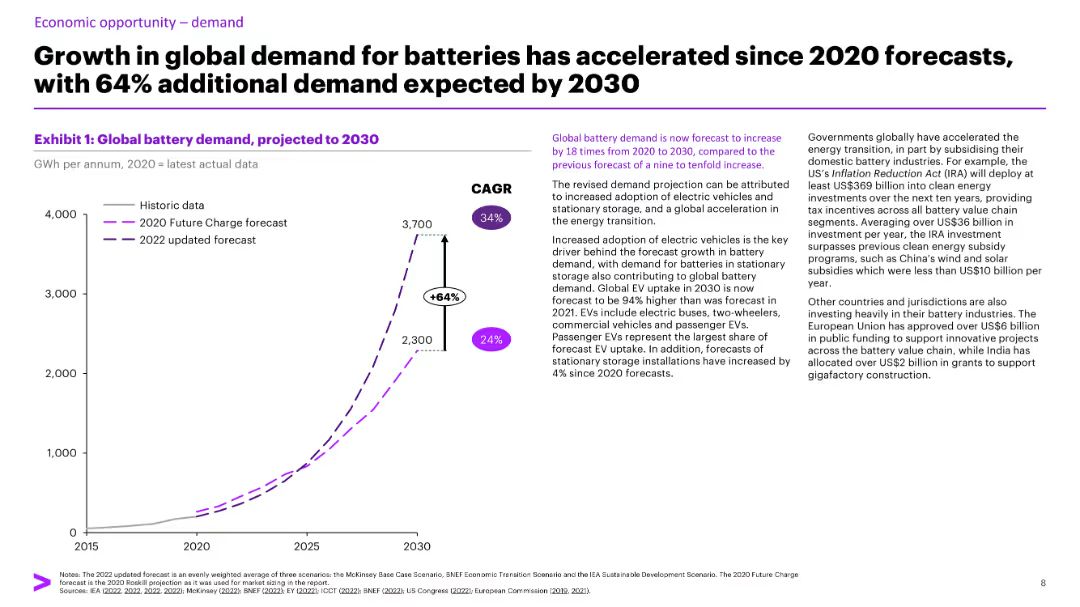 Economic opportunity – demand
Growth in global demand for batteries has accelerated since 2020 forecasts,
with 64% additional demand expected by 2030
Exhibit 1: Global battery demand, projected to 2030
GWh per annum, 2020 = latest actual data
CAGR
Historic data
2020 Future Charge forecast
2022 updated forecast
4,000
3,000
2,000
1,000
0
2015
2020
2025
2030
3,700
2,300
+64%
34%
24%
Global battery demand is now forecast to increase
by 18 times from 2020 to 2030, compared to the
previous forecast of a nine to tenfold increase.
The revised demand projection can be attributed
to increased adoption of electric vehicles and
stationary storage, and a global acceleration in
the energy transition.
Increased adoption of electric vehicles is the key
driver behind the forecast growth in battery
demand, with demand for batteries in stationary
storage also contributing to global battery
demand. Global EV uptake in 2030 is now
forecast to be 94% higher than was forecast in
2021. EVs include electric buses, two-wheelers,
commercial vehicles and passenger EVs.
Passenger EVs represent the largest share of
forecast EV uptake. In addition, forecasts of
stationary storage installations have increased by
4% since 2020 forecasts.
Governments globally have accelerated the
energy transition, in part by subsidising their
domestic battery industries. For example, the
US's Inflation Reduction Act (IRA) will deploy at
least US$369 billion into clean energy
investments over the next ten years, providing
tax incentives across all battery value chain
segments. Averaging over US$36 billion in
investment per year, the IRA investment
surpasses previous clean energy subsidy
programs, such as China's wind and solar
subsidies which were less than US$10 billion per
year.
Other countries and jurisdictions are also
investing heavily in their battery industries. The
European Union has approved over US$6 billion
in public funding to support innovative projects
across the battery value chain, while India has
allocated over US$2 billion in grants to support
gigafactory construction.
Notes: The 2022 updated forecast is an evenly weighted average of three scenarios: the McKinsey Base Case Scenario, BNEF Economic Transition Scenario and the IEA Sustainable Development Scenario. The 2020 Future Charge
forecast is the 2020 Roskill projection as it was used for market sizing in the report.
Sources: IEA (2022, 2022, 2022, 2022); McKinsey (2022); BNEF (2022); EY (2022); ICCT (2022); BNEF (2022); US Congress (2022); European Commission (2019, 2021).
8